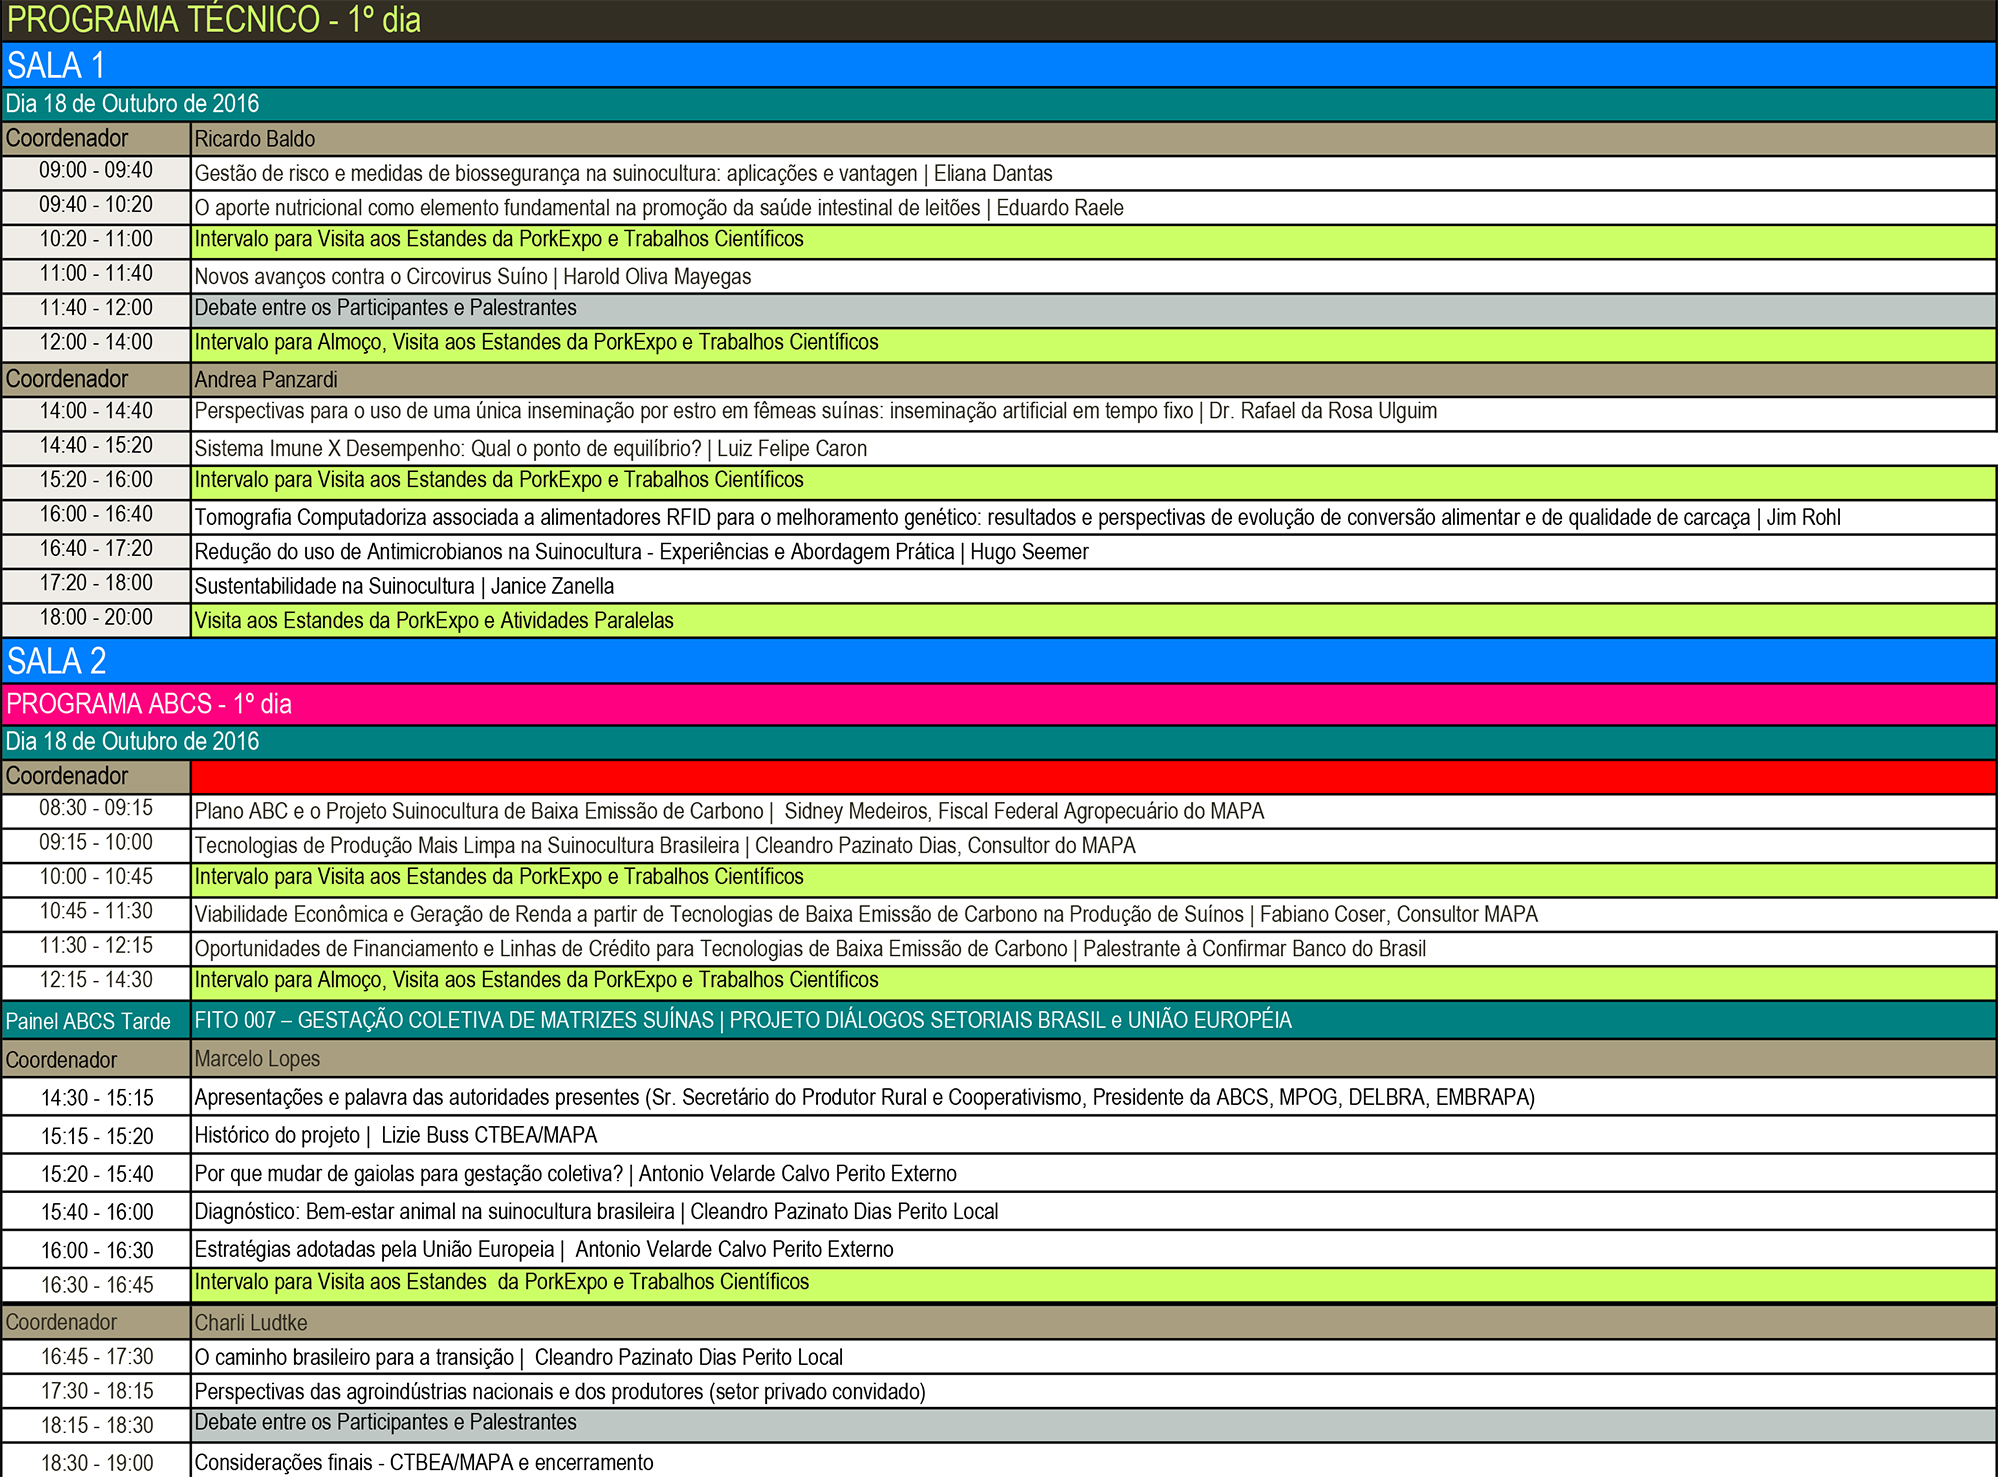 PROGRAMA TÉCNICO - 1º dia
SALA 1
Dia 18 de Outubro de 2016
Coordenador Ricardo Baldo
09:00 - 09:40 Gestão de risco e medidas de biossegurança na suinocultura: aplicações e vantagen | Eliana Dantas
09:40 - 10:20 O aporte nutricional como elemento fundamental na promoção da saúde intestinal de leitões | Eduardo Raele
10:20 - 11:00 Intervalo para Visita aos Estandes da PorkExpo e Trabalhos Científicos
11:00 - 11:40 Novos avanços contra o Circovirus Suíno | Harold Oliva Mayegas
11:40 - 12:00 Debate entre os Participantes e Palestrantes
12:00 - 14:00 Intervalo para Almoço, Visita aos Estandes da PorkExpo e Trabalhos Científicos
Coordenador Andrea Panzardi
14:00 - 14:40 Perspectivas para o uso de uma única inseminação por estro em fêmeas suínas: inseminação artificial em tempo fixo | Dr. Rafael da Rosa Ulguim
14:40 - 15:20 Sistema Imune X Desempenho: Qual o ponto de equilíbrio? | Luiz Felipe Caron
15:20 - 16:00 Intervalo para Visita aos Estandes da PorkExpo e Trabalhos Científicos
16:00 - 16:40 Tomografia Computadoriza associada a alimentadores RFID para o melhoramento genético: resultados e perspectivas de evolução de conversão alimentar e de qualidade de carcaça | Jim Rohl
16:40 - 17:20 Redução do uso de Antimicrobianos na Suinocultura - Experiências e Abordagem Prática | Hugo Seemer
17:20 - 18:00 Sustentabilidade na Suinocultura | Janice Zanella
18:00 - 20:00 Visita aos Estandes da PorkExpo e Atividades Paralelas
SALA 2
PROGRAMA ABCS - 1º dia
Dia 18 de Outubro de 2016
Coordenador
08:30 - 09:15 Plano ABC e o Projeto Suinocultura de Baixa Emissão de Carbono | Sidney Medeiros, Fiscal Federal Agropecuário do MAPA
09:15 - 10:00 Tecnologias de Produção Mais Limpa na Suinocultura Brasileira | Cleandro Pazinato Dias, Consultor do MAPA
10:00 - 10:45 Intervalo para Visita aos Estandes da PorkExpo e Trabalhos Científicos
10:45 - 11:30 Viabilidade Econômica e Geração de Renda a partir de Tecnologias de Baixa Emissão de Carbono na Produção de Suínos | Fabiano Coser, Consultor MAPA
11:30 - 12:15 Oportunidades de Financiamento e Linhas de Crédito para Tecnologias de Baixa Emissão de Carbono | Palestrante à Confirmar Banco do Brasil
12:15 - 14:30 Intervalo para Almoço, Visita aos Estandes da PorkExpo e Trabalhos Científicos
Painel ABCS Tarde FITO 007 – GESTAÇÃO COLETIVA DE MATRIZES SUÍNAS | PROJETO DIÁLOGOS SETORIAIS BRASIL e UNIÃO EUROPÉIA
Coordenador Marcelo Lopes
14:30 - 15:15 Apresentações e palavra das autoridades presentes (Sr. Secretário do Produtor Rural e Cooperativismo, Presidente da ABCS, MPOG, DELBRA, EMBRAPA)
15:15 - 15:20 Histórico do projeto | Lizie Buss CTBEA/MAPA
15:20 - 15:40 Por que mudar de gaiolas para gestação coletiva? | Antonio Velarde Calvo Perito Externo
15:40 - 16:00 Diagnóstico: Bem-estar animal na suinocultura brasileira | Cleandro Pazinato Dias Perito Local
16:00 - 16:30 Estratégias adotadas pela União Europeia | Antonio Velarde Calvo Perito Externo
16:30 - 16:45 Intervalo para Visita aos Estandes da PorkExpo e Trabalhos Científicos
Coordenador Charli Ludtke
16:45 - 17:30 O caminho brasileiro para a transição | Cleandro Pazinato Dias Perito Local
17:30 - 18:15 Perspectivas das agroindústrias nacionais e dos produtores (setor privado convidado)
18:15 - 18:30 Debate entre os Participantes e Palestrantes
18:30 - 19:00 Considerações finais - CTBEA/MAPA e encerramento